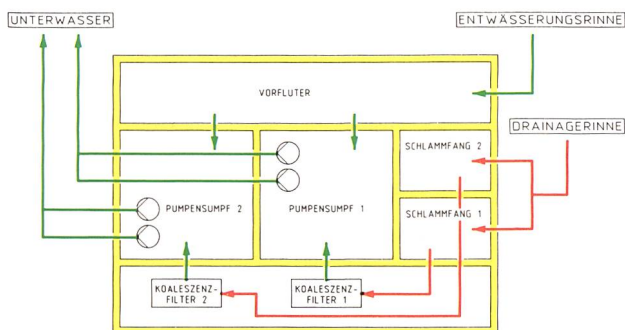 UNTERWASSER
ENTWÄSSERUNGSRINNE
VORFLUTER
DRAINAGERINNE
SCHLAMMFANG 2
PUMPENSUMPF 2
PUMPENSUMPF 1
SCHLAMMFANG 1
KOALESZENZ-
FILTER 2
KOALESZENZ-
FILTER 1